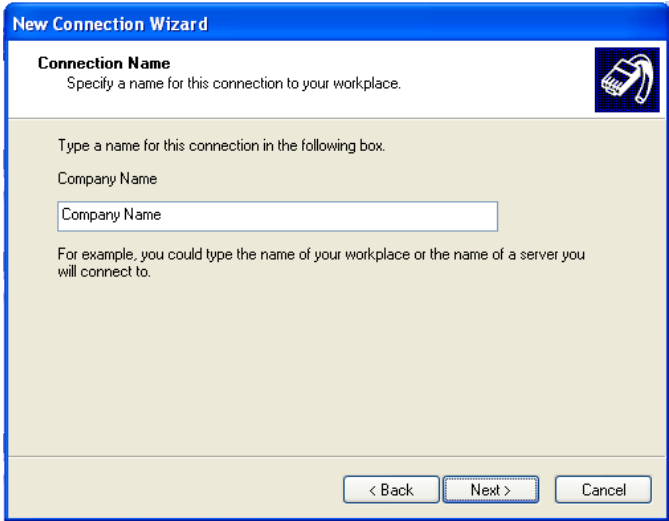 New Connection Wizard
Connection Name
Specify a name for this connection to your workplace.
Type a name for this connection in the following box.
Company Name
Company Name
For example, you could type the name of your workplace or the name of a server you
will connect to.
< Back Next > Cancel